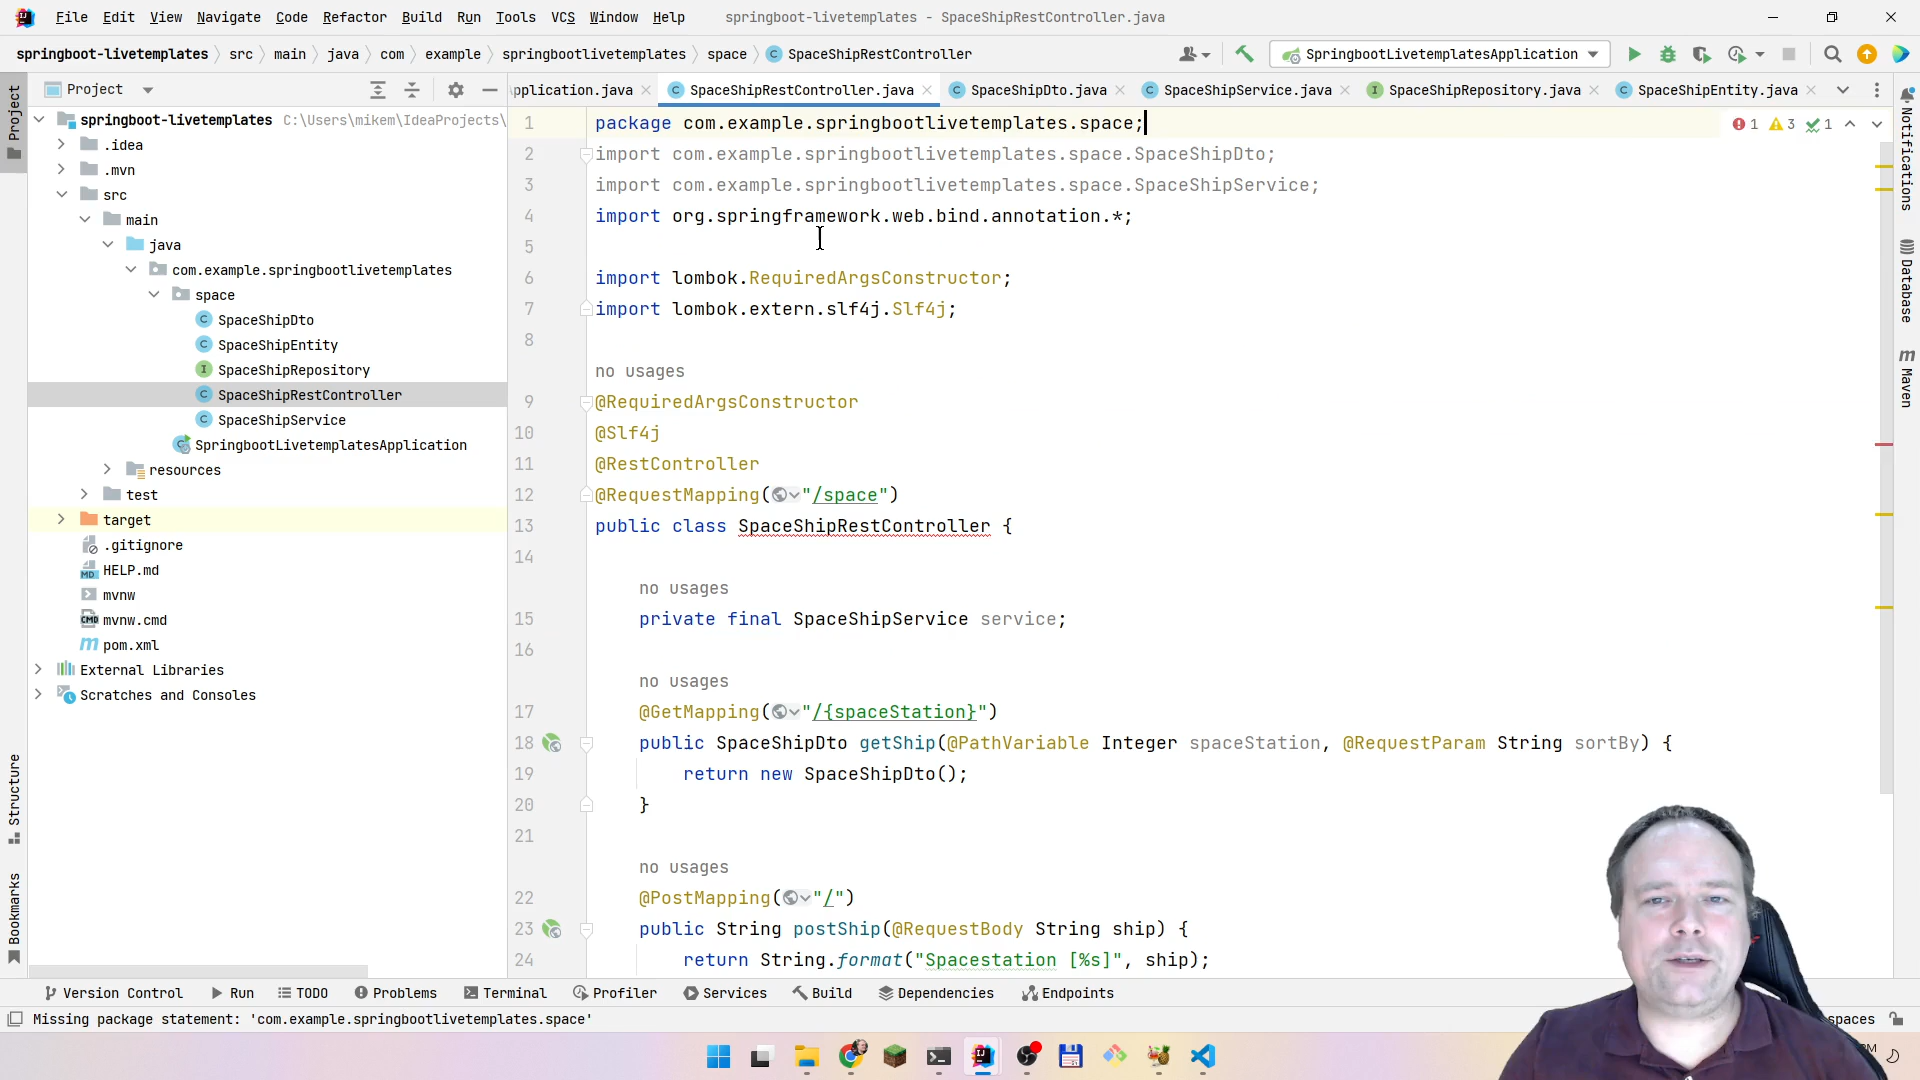 File Edit View Navigate Code Refactor Build Run Tools VCS Window Help springboot-livetemplates - SpaceShipRestController.java
springboot-livetemplates src main java com example springbootlivetemplates space SpaceShipRestController SpringbootLivetemplatesApplication
Project
pplication.java SpaceShipRestController.java SpaceShipDto.java SpaceShipService.java SpaceShipRepository.java SpaceShipEntity.java
Project
springboot-livetemplates C:\Users\mikem\IdeaProjects\
.idea
.mvn
src
main
java
com.example.springbootlivetemplates
space
SpaceShipDto
SpaceShipEntity
SpaceShipRepository
SpaceShipRestController
SpaceShipService
SpringbootLivetemplatesApplication
resources
test
target
.gitignore
HELP.md
mvnw
mvnw.cmd
pom.xml
External Libraries
Scratches and Consoles
Structure
Bookmarks
1 package com.example.springbootlivetemplates.space;
2 import com.example.springbootlivetemplates.space.SpaceShipDto;
3 import com.example.springbootlivetemplates.space.SpaceShipService;
4 import org.springframework.web.bind.annotation.*;
5
6 import lombok.RequiredArgsConstructor;
7 import lombok.extern.slf4j.Slf4j;
8
no usages
9 @RequiredArgsConstructor
10 @Slf4j
11 @RestController
12 @RequestMapping("/space")
13 public class SpaceShipRestController {
14
no usages
15 private final SpaceShipService service;
16
no usages
17 @GetMapping("/{spaceStation}")
18 public SpaceShipDto getShip(@PathVariable Integer spaceStation, @RequestParam String sortBy) {
19 return new SpaceShipDto();
20 }
21
no usages
22 @PostMapping("/")
23 public String postShip(@RequestBody String ship) {
24 return String.format("Spacestation [%s]", ship);
1 3 1
Notifications
Database
Maven
Version Control Run TODO Problems Terminal Profiler Services Build Dependencies Endpoints
Missing package statement: 'com.example.springbootlivetemplates.space' spaces